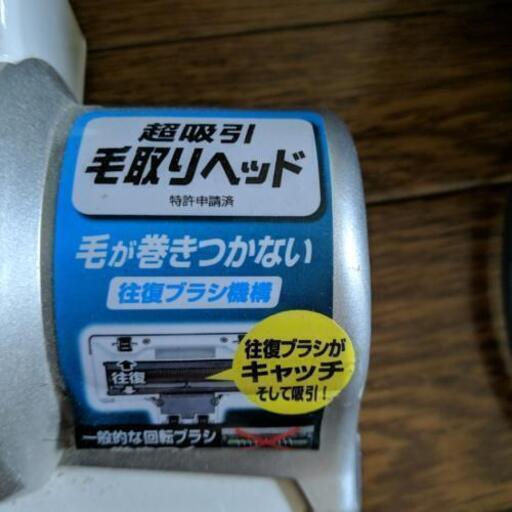 超吸引
毛取りヘッド
特許申請済
毛が巻きつかない
往復ブラシ機構
往復ブラシが
キャッチ
そして吸引!
往復
一般的な回転ブラシ